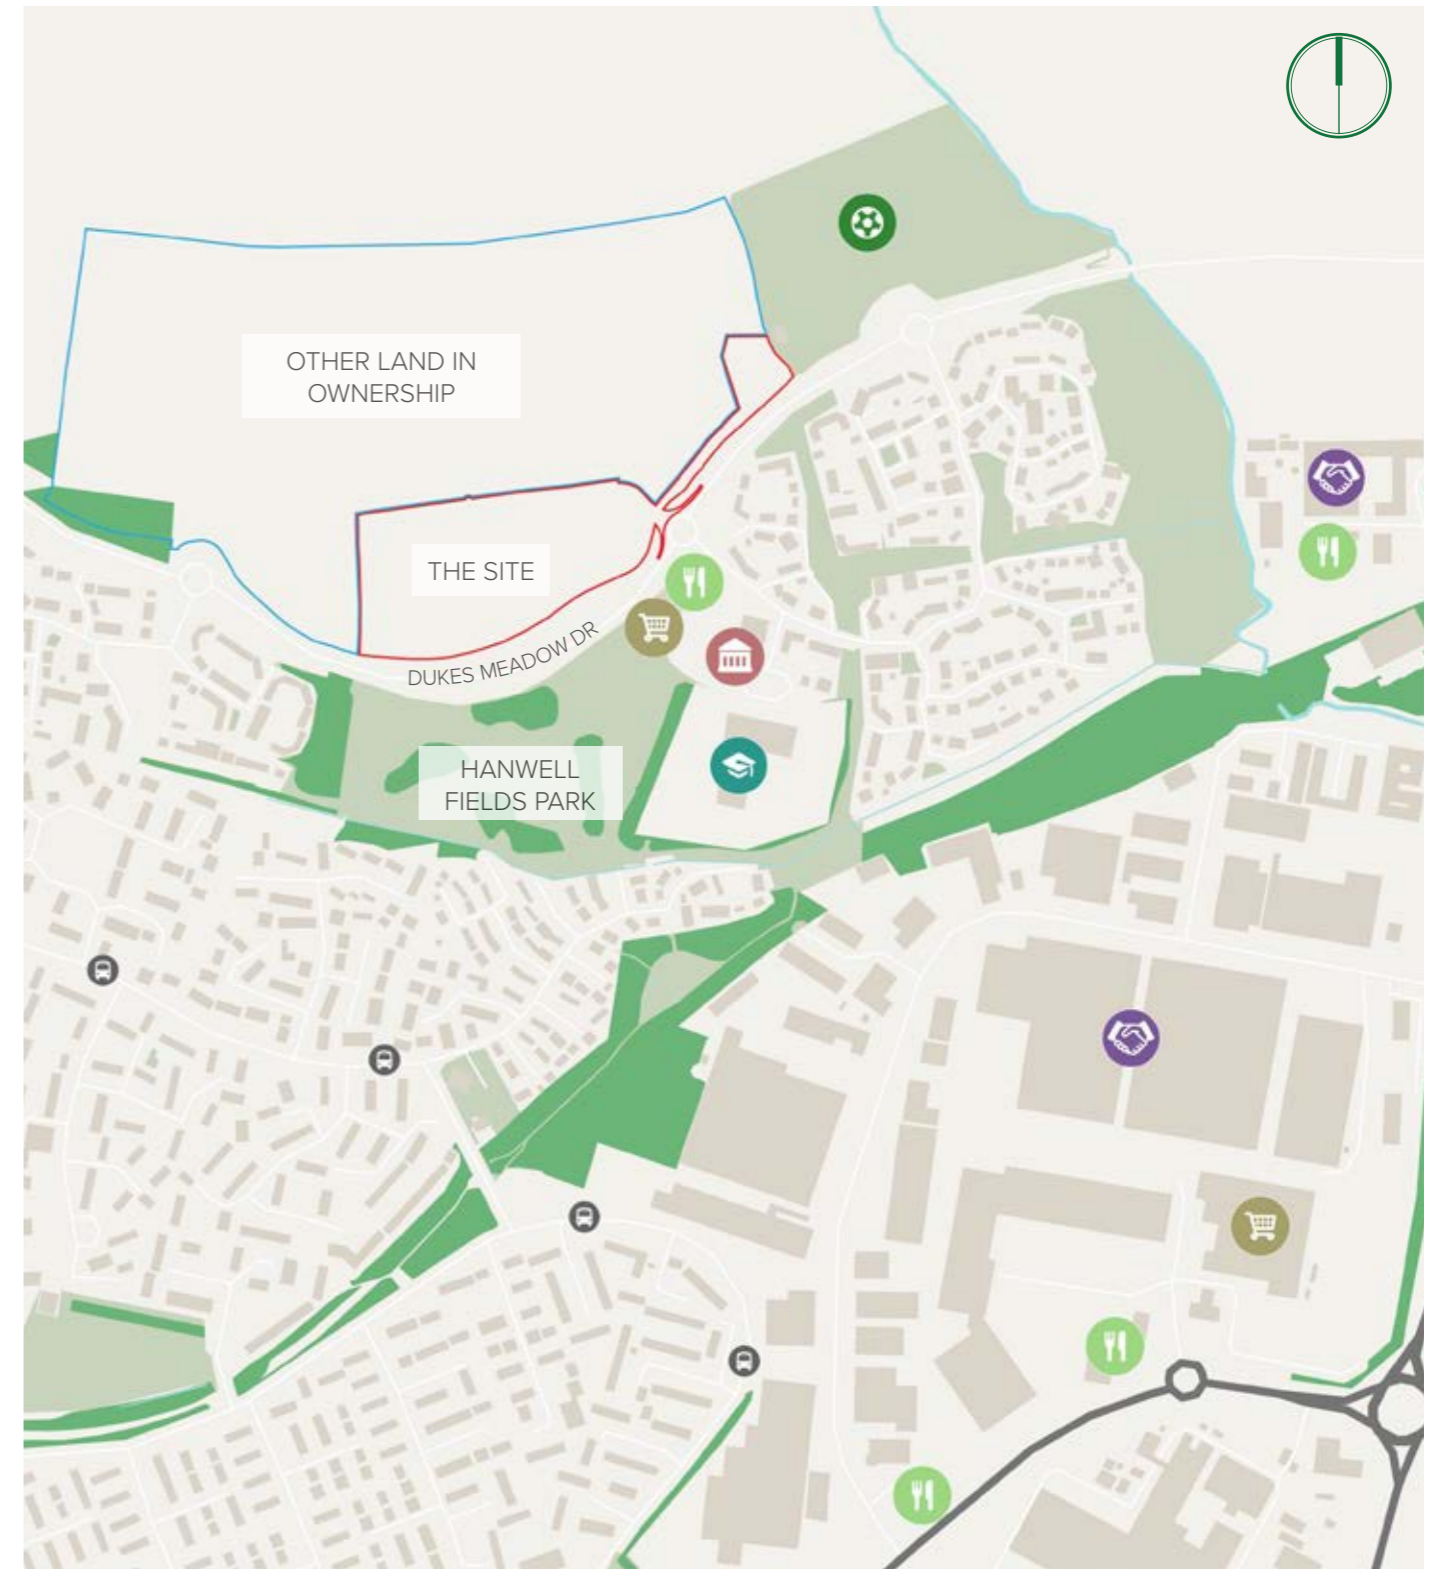 OTHER LAND IN
OWNERSHIP
THE SITE
DUKES MEADOW DR
HANWELL
FIELDS PARK